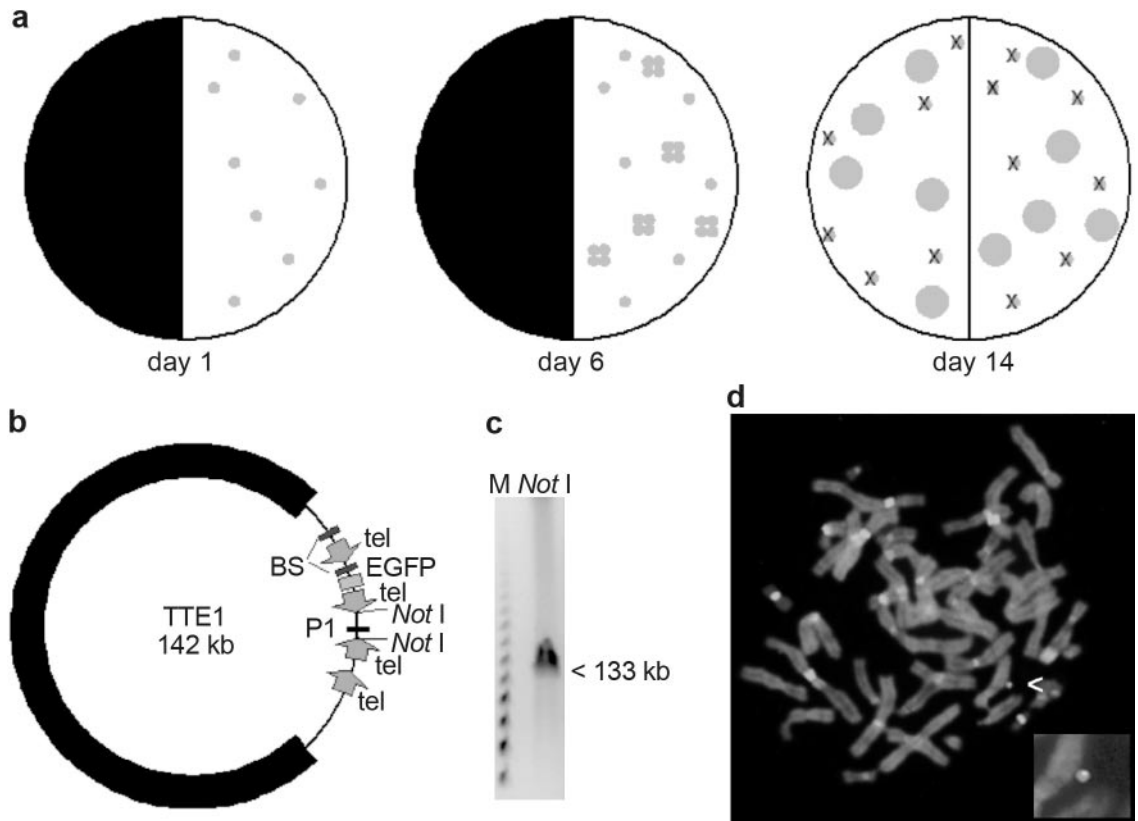 a
day 1
day 6
day 14
X X X X X X X X X X X X X
b
TTE1
142 kb
BS
tel
EGFP
tel
Not I
P1
Not I
tel
tel
c
M Not I
< 133 kb
d
<